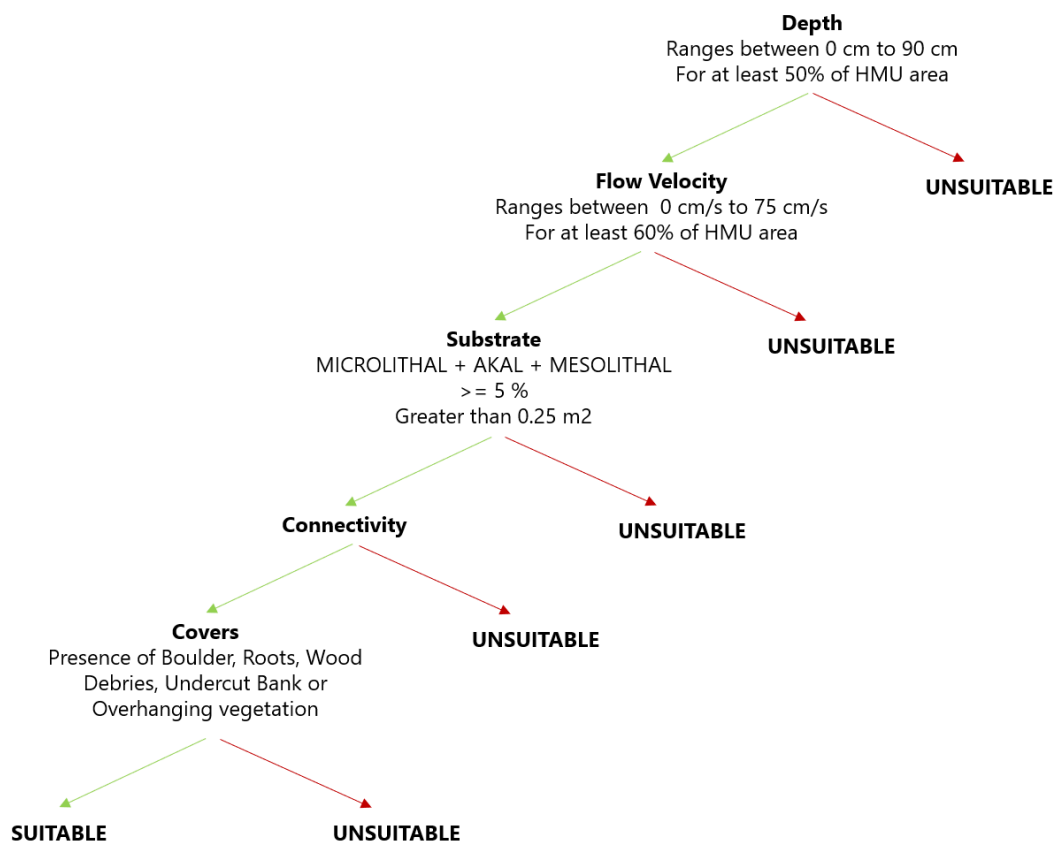 Depth
Ranges between 0 cm to 90 cm
For at least 50% of HMU area
UNSUITABLE
Flow Velocity
Ranges between  0 cm/s to 75 cm/s
For at least 60% of HMU area
UNSUITABLE
Substrate
MICROLITHAL + AKAL + MESOLITHAL
>= 5 %
Greater than 0.25 m2
UNSUITABLE
Connectivity
UNSUITABLE
Covers
Presence of Boulder, Roots, Wood
Debries, Undercut Bank or
Overhanging vegetation
SUITABLE
UNSUITABLE